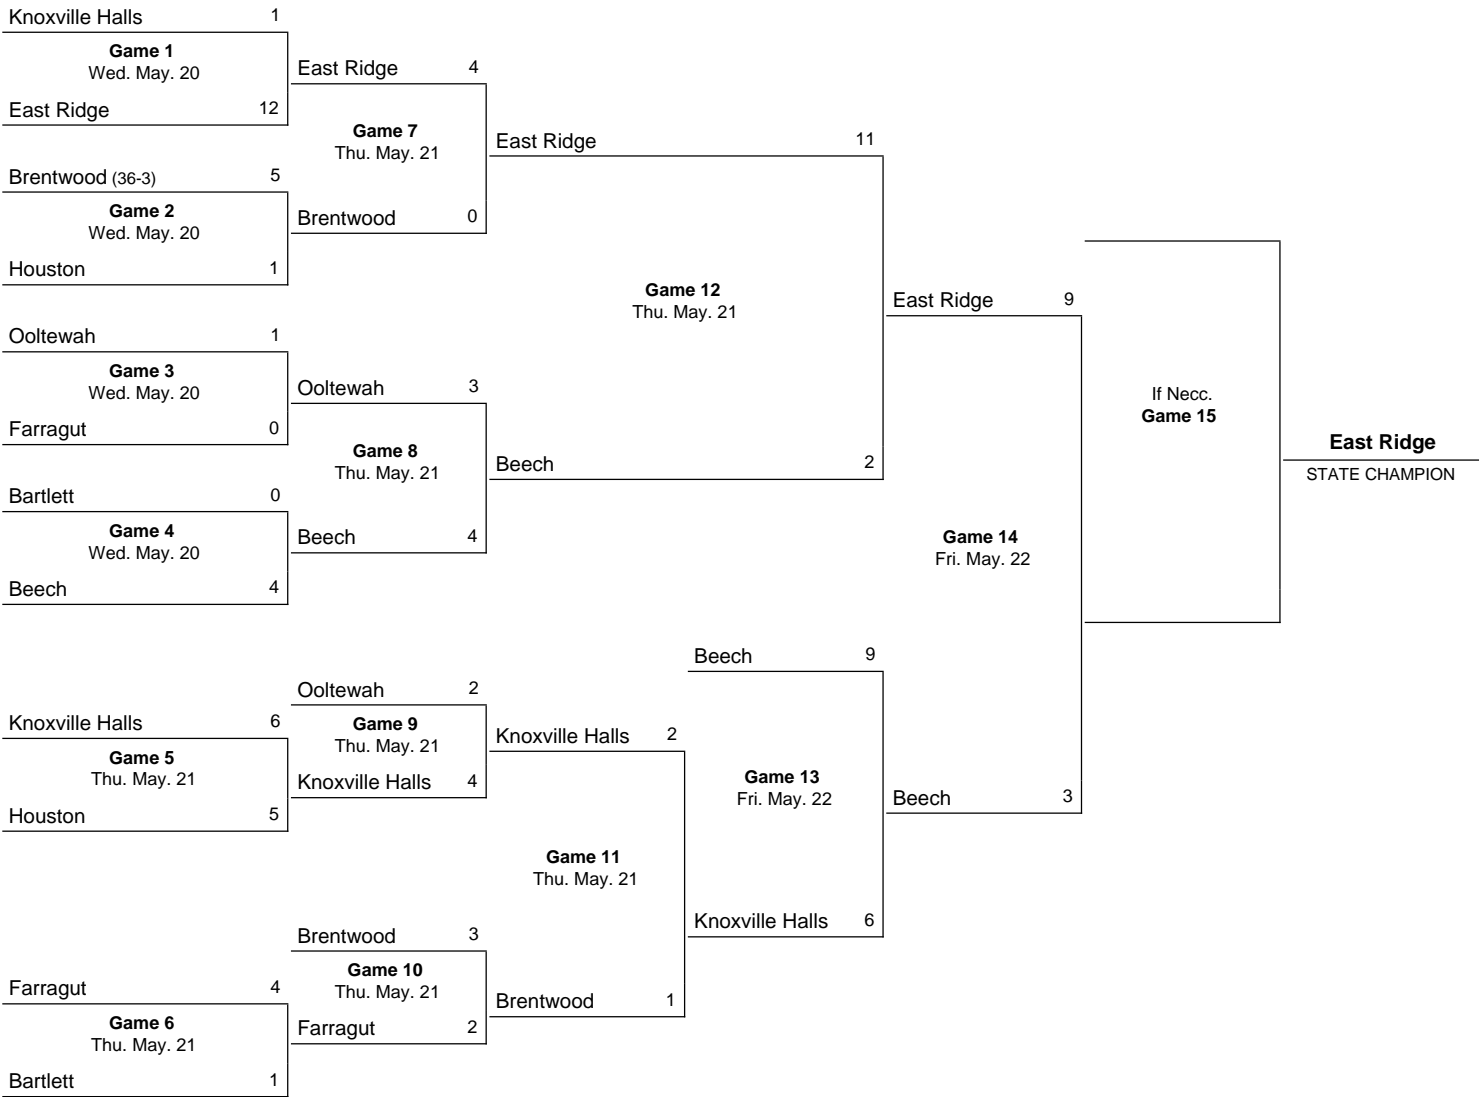 Knoxville Halls 1
Game 1
Wed. May. 20
East Ridge 12
Brentwood (36-3) 5
Game 2
Wed. May. 20
Houston 1
Ooltewah 1
Game 3
Wed. May. 20
Farragut 0
Bartlett 0
Game 4
Wed. May. 20
Beech 4
Knoxville Halls 6
Game 5
Thu. May. 21
Houston 5
Farragut 4
Game 6
Thu. May. 21
Bartlett 1
East Ridge 4
Game 7
Thu. May. 21
Brentwood 0
Ooltewah 3
Game 8
Thu. May. 21
Beech 4
Ooltewah 2
Game 9
Thu. May. 21
Knoxville Halls 4
Brentwood 3
Game 10
Thu. May. 21
Farragut 2
East Ridge 11
Game 12
Thu. May. 21
Beech 2
Knoxville Halls 2
Game 11
Thu. May. 21
Brentwood 1
Beech 9
Game 13
Fri. May. 22
Knoxville Halls 6
East Ridge 9
Game 14
Fri. May. 22
Beech 3
If Necc.
Game 15
East Ridge
STATE CHAMPION